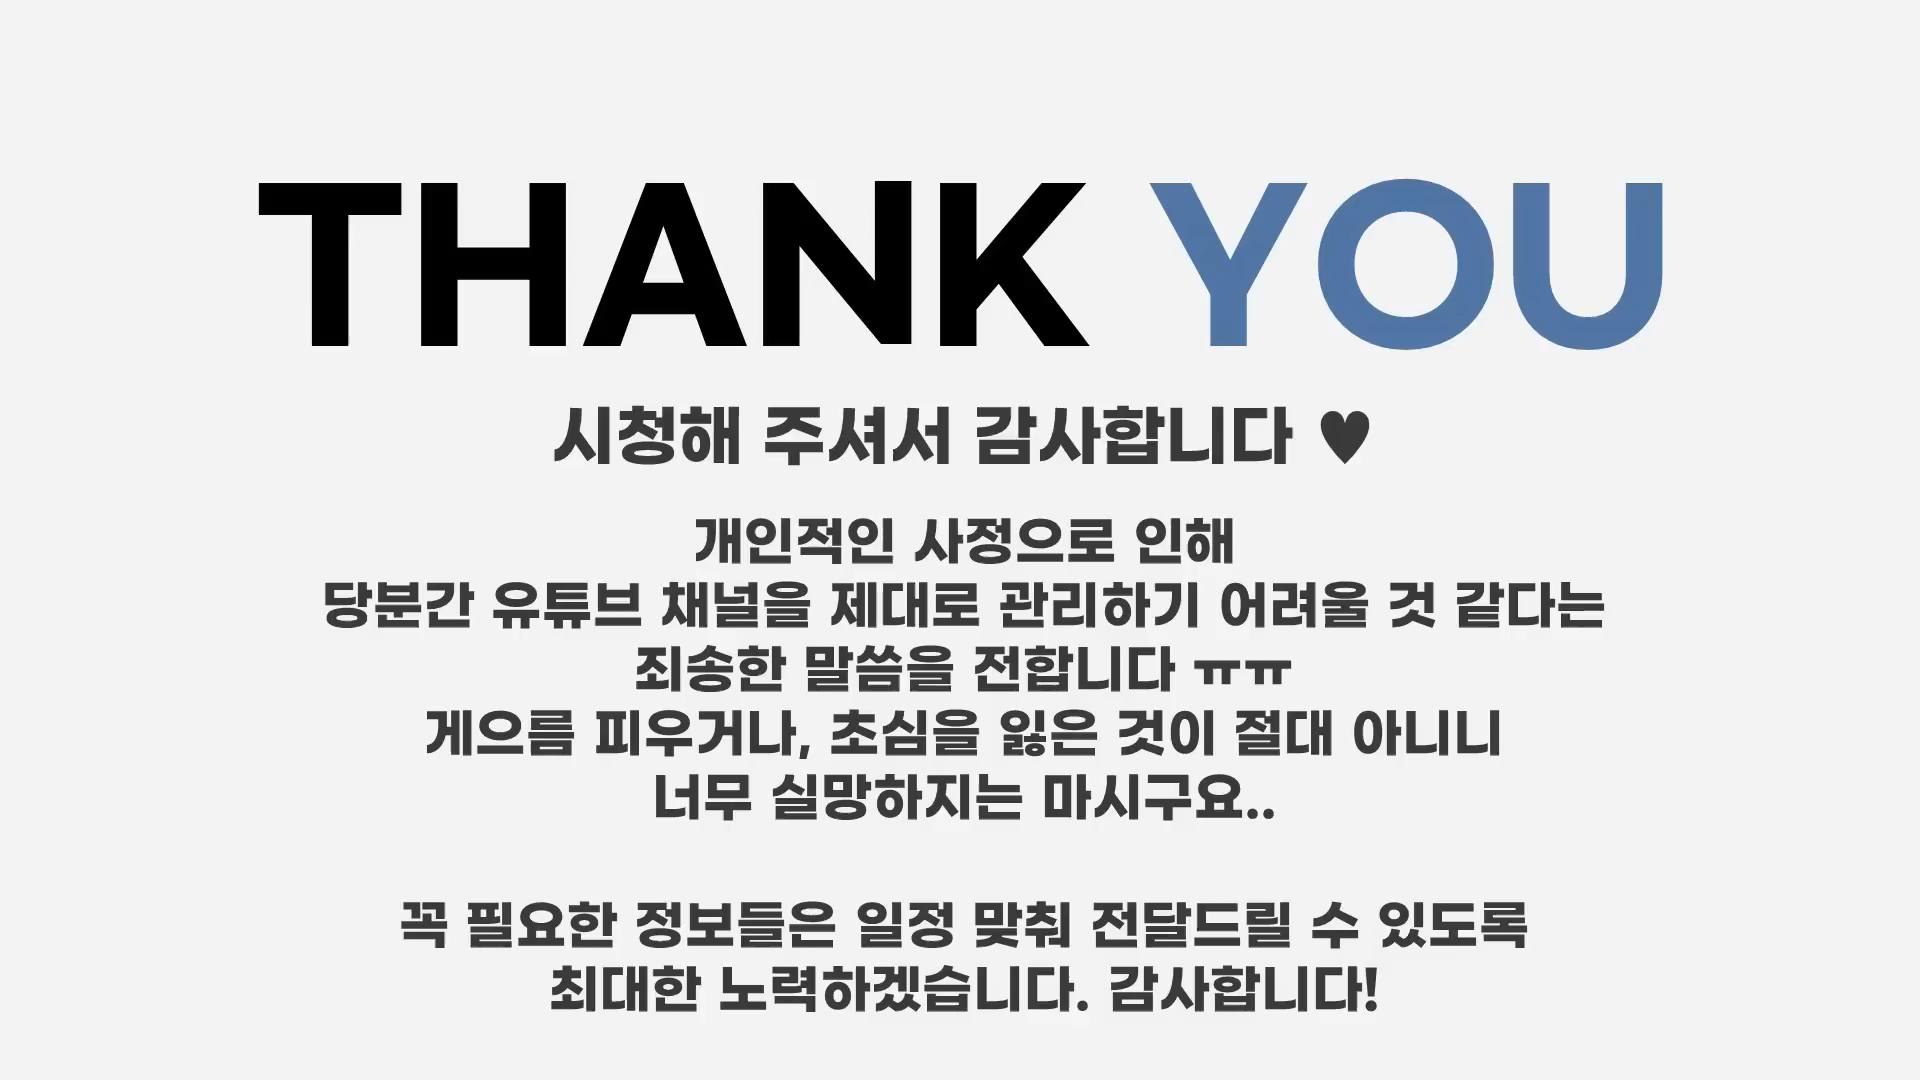 THANK YOU
시청해 주셔서 감사합니다 ♥
개인적인 사정으로 인해
당분간 유튜브 채널을 제대로 관리하기 어려울 것 같다는
죄송한 말씀을 전합니다 ㅠㅠ
게으름 피우거나, 초심을 잃은 것이 절대 아니니
너무 실망하지는 마시구요..
꼭 필요한 정보들은 일정 맞춰 전달드릴 수 있도록
최대한 노력하겠습니다. 감사합니다!